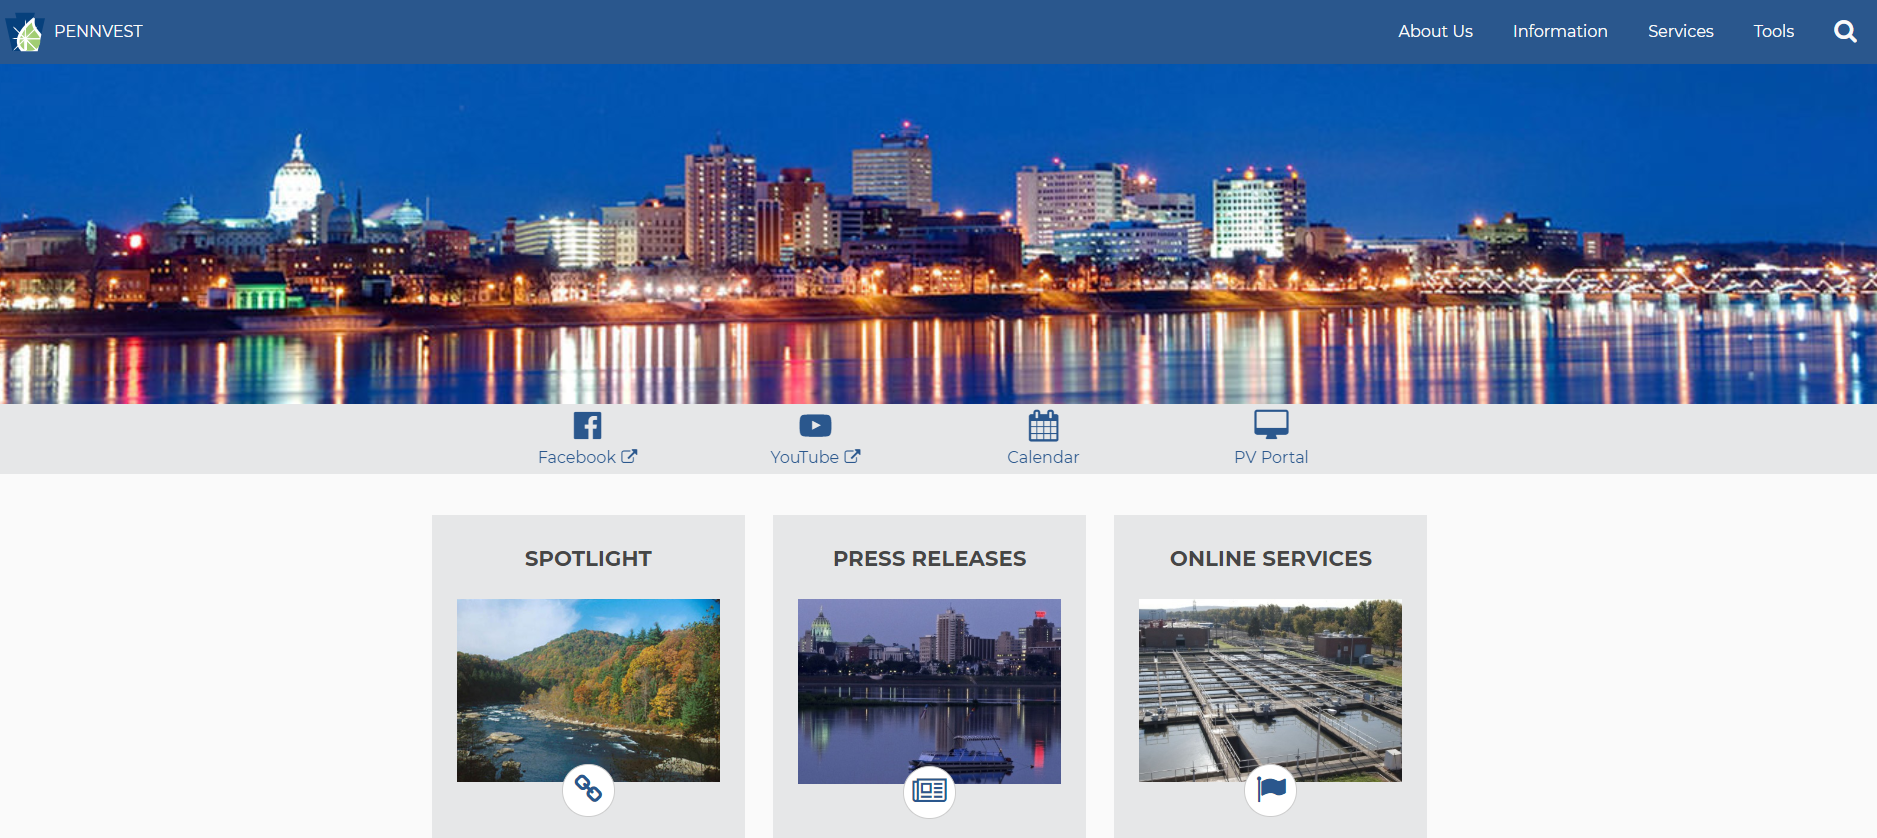 PENNVEST
About Us
Information
Services
Tools
Facebook
YouTube
Calendar
PV Portal
SPOTLIGHT
PRESS RELEASES
ONLINE SERVICES